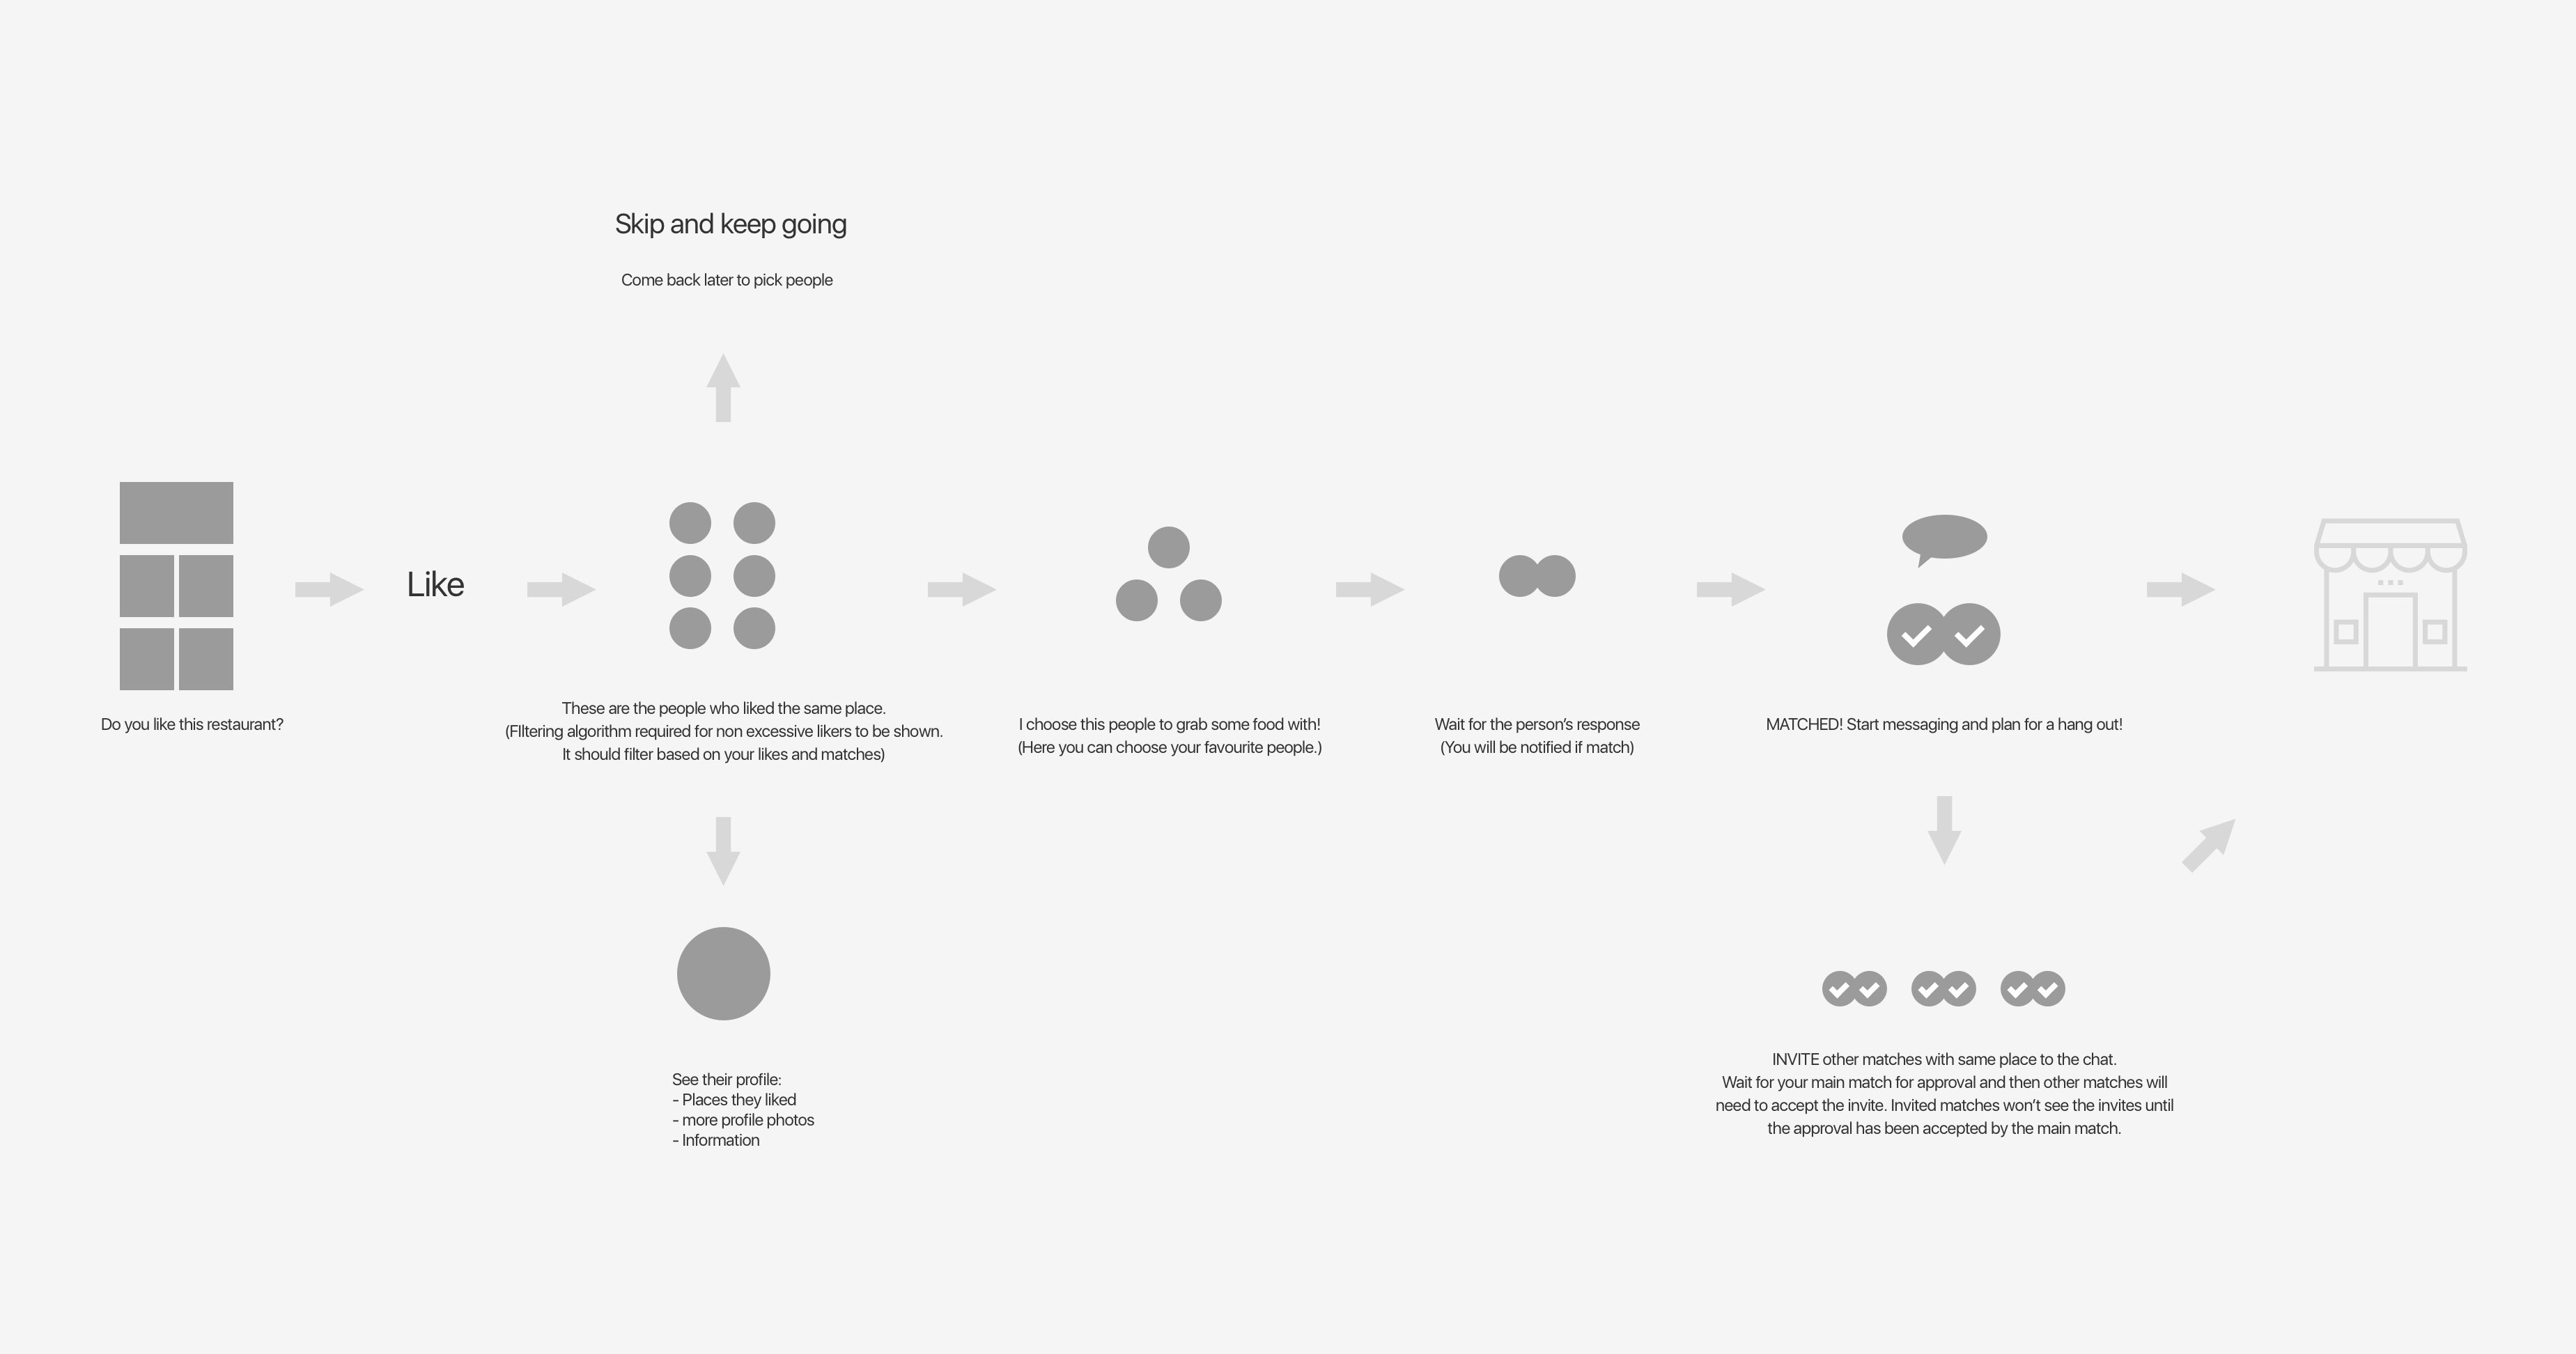 Skip and keep going
Come back later to pick people
Like
Do you like this restaurant?
These are the people who liked the same place.
(FIltering algorithm required for non excessive likers to be shown.
It should filter based on your likes and matches)
I choose this people to grab some food with!
(Here you can choose your favourite people.)
Wait for the person’s response
(You will be notified if match)
MATCHED! Start messaging and plan for a hang out!
See their profile:
- Places they liked
- more profile photos
- Information
INVITE other matches with same place to the chat.
Wait for your main match for approval and then other matches will
need to accept the invite. Invited matches won’t see the invites until
the approval has been accepted by the main match.